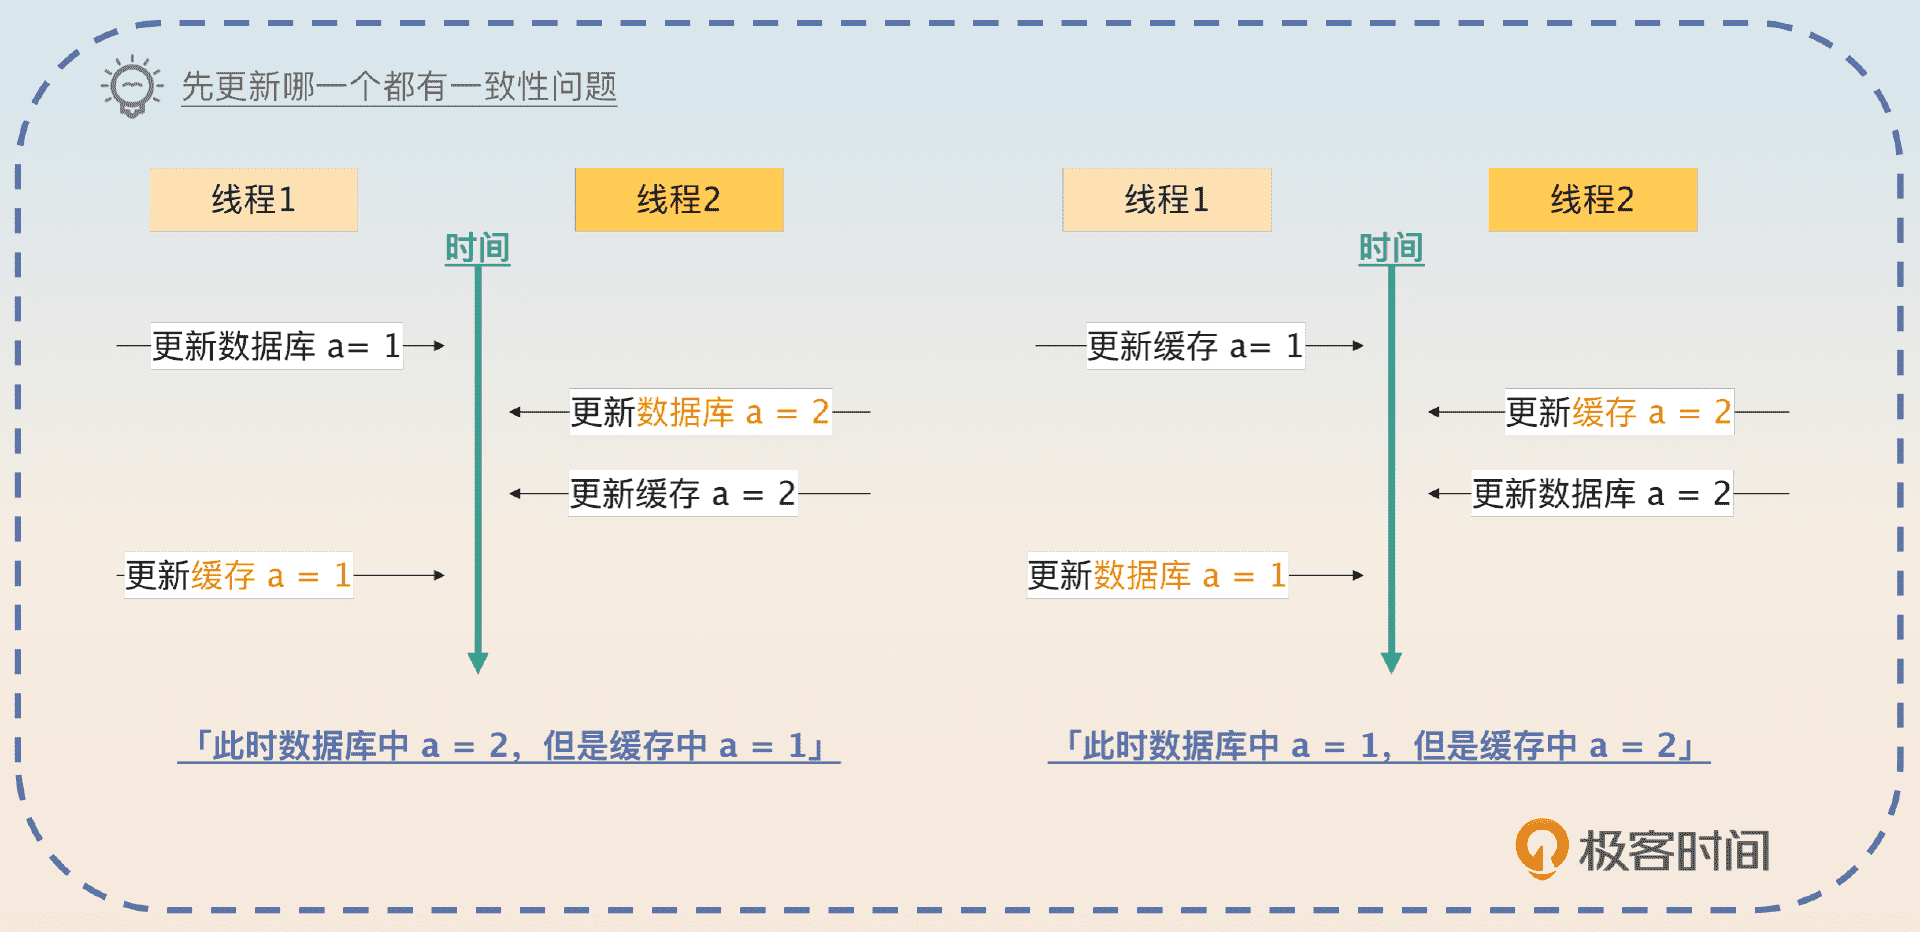 先更新哪一个都有一致性问题
线程1
线程2
时间
更新数据库 a= 1
更新数据库 a = 2
更新缓存 a = 2
更新缓存 a = 1
「此时数据库中 a = 2，但是缓存中 a = 1」
线程1
线程2
时间
更新缓存 a= 1
更新缓存 a = 2
更新数据库 a = 2
更新数据库 a = 1
「此时数据库中 a = 1，但是缓存中 a = 2」
极客时间